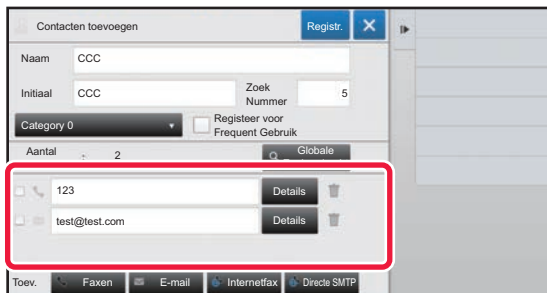 Contacten toevoegen Registr.
Naam CCC
Initiaal CCC Zoek Nummer 5
Category 0 Registeer voor Frequent Gebruik
Aantal : 2 Globale
123 Details
test@test.com Details
Toev. Faxen E-mail Internetfax Directe SMTP